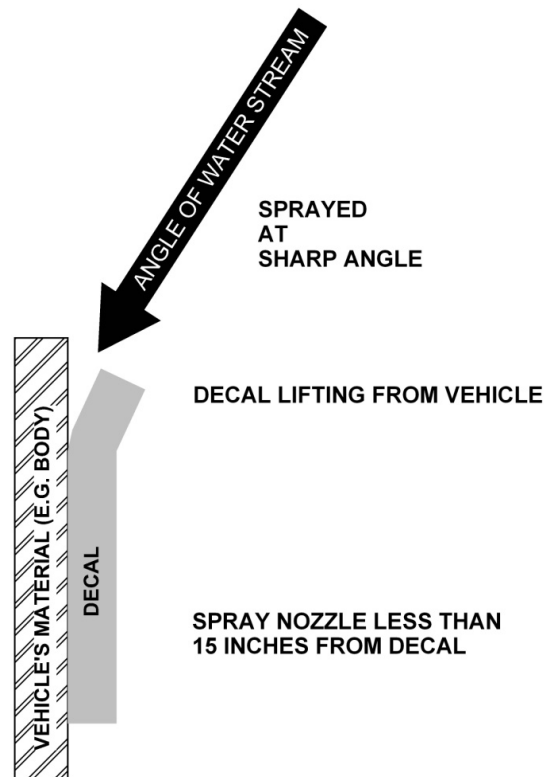 ANGLE OF WATER STREAM
SPRAYED
AT
SHARP ANGLE
DECAL LIFTING FROM VEHICLE
VEHICLE'S MATERIAL (E.G. BODY)
DECAL
SPRAY NOZZLE LESS THAN
15 INCHES FROM DECAL